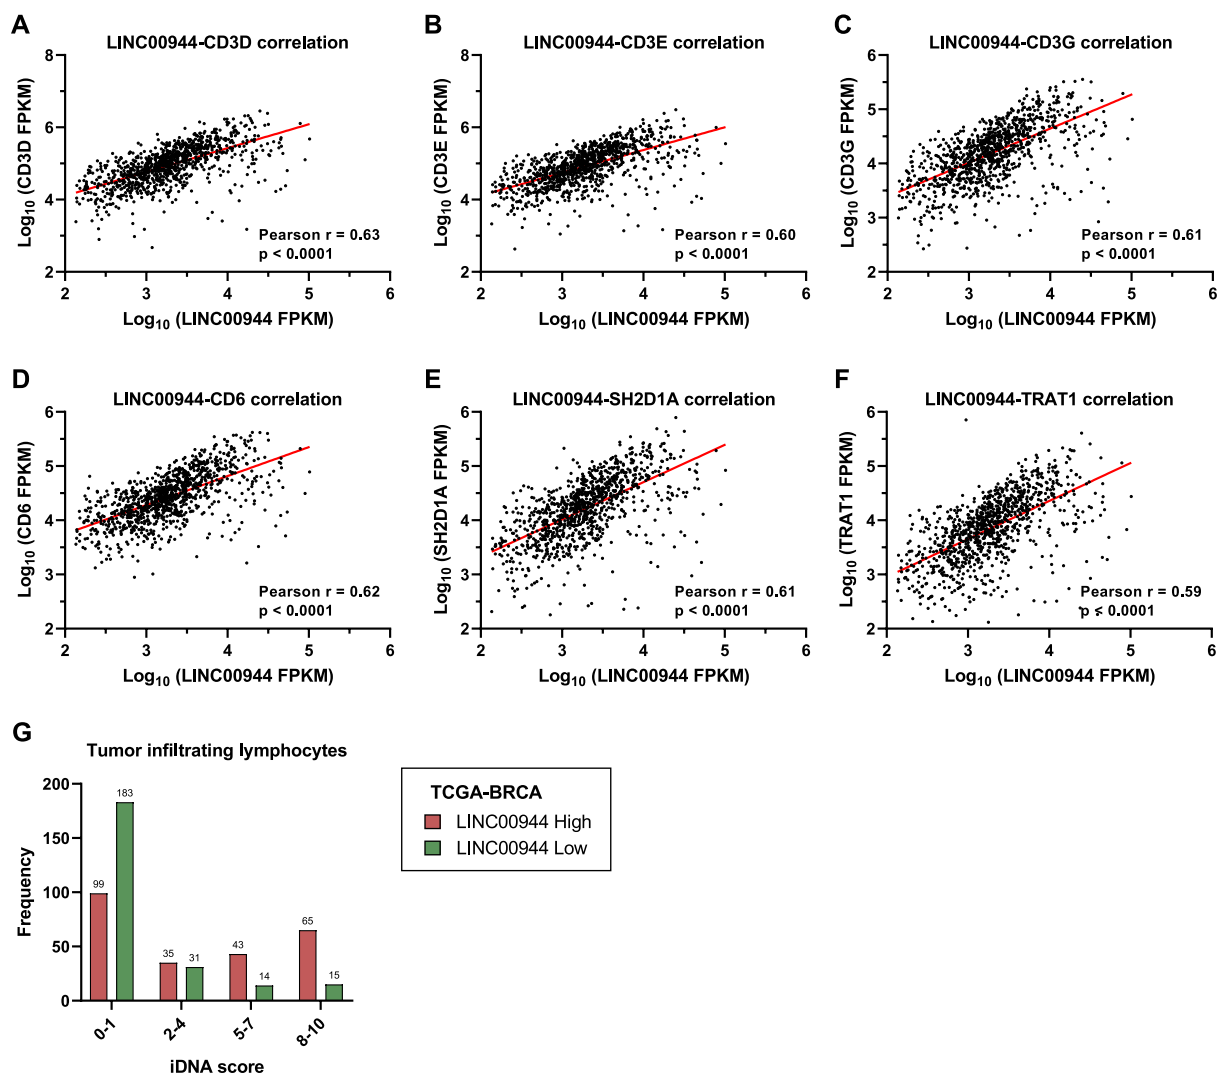 A
LINC00944-CD3D correlation
Log10 (CD3D FPKM)
8
6
4
2
Pearson r = 0.63
p < 0.0001
2 3 4 5 6
Log10 (LINC00944 FPKM)
B
LINC00944-CD3E correlation
Log10 (CD3E FPKM)
8
6
4
2
Pearson r = 0.60
p < 0.0001
2 3 4 5 6
Log10 (LINC00944 FPKM)
C
LINC00944-CD3G correlation
Log10 (CD3G FPKM)
6
5
4
3
2
Pearson r = 0.61
p < 0.0001
2 3 4 5 6
Log10 (LINC00944 FPKM)
D
LINC00944-CD6 correlation
Log10 (CD6 FPKM)
6
5
4
3
2
Pearson r = 0.62
p < 0.0001
2 3 4 5 6
Log10 (LINC00944 FPKM)
E
LINC00944-SH2D1A correlation
Log10 (SH2D1A FPKM)
6
5
4
3
2
Pearson r = 0.61
p < 0.0001
2 3 4 5 6
Log10 (LINC00944 FPKM)
F
LINC00944-TRAT1 correlation
Log10 (TRAT1 FPKM)
6
5
4
3
2
Pearson r = 0.59
p < 0.0001
2 3 4 5 6
Log10 (LINC00944 FPKM)
G
Tumor infiltrating lymphocytes
Frequency
200
150
100
50
0
99 183 35 31 43 14 65 15
0-1 2-4 5-7 8-10
iDNA score
TCGA-BRCA
LINC00944 High
LINC00944 Low